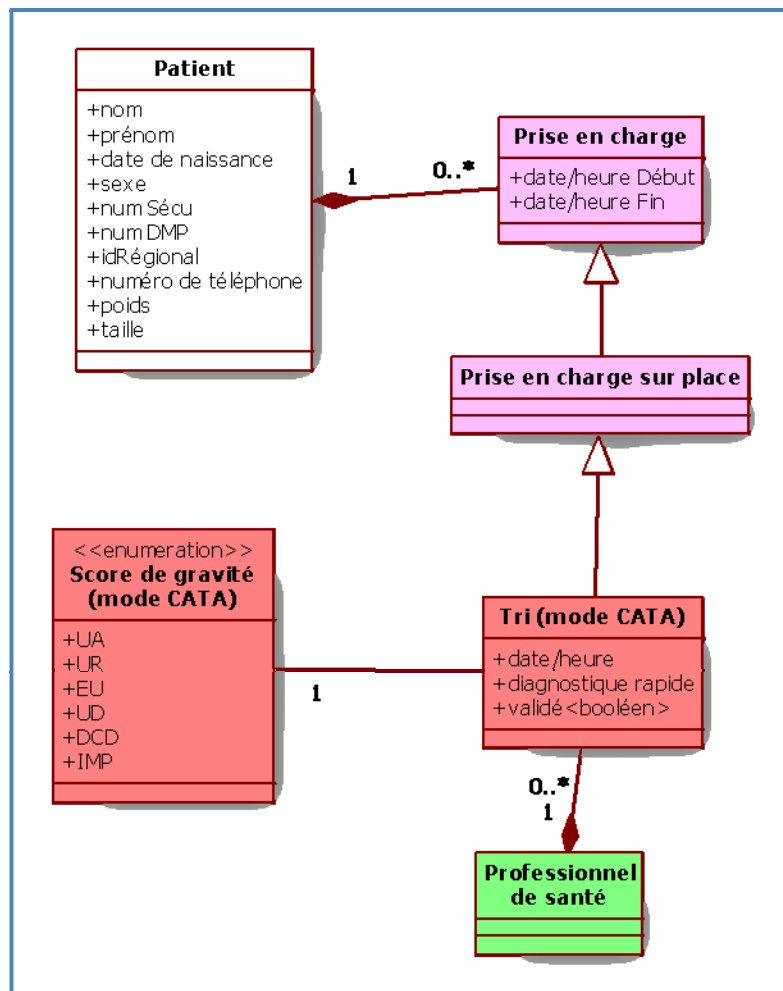 Patient
+nom
+prénom
+date de naissance
+sexe
+num Sécu
+num DMP
+idRégional
+numéro de téléphone
+poids
+taille
1
0..*
Prise en charge
+date/heure Début
+date/heure Fin
Prise en charge sur place
<<enumeration>>
Score de gravité
(mode CATA)
+UA
+UR
+EU
+UD
+DCD
+IMP
1
Tri (mode CATA)
+date/heure
+diagnostique rapide
+validé<booléen>
0..*
1
Professionnel
de santé